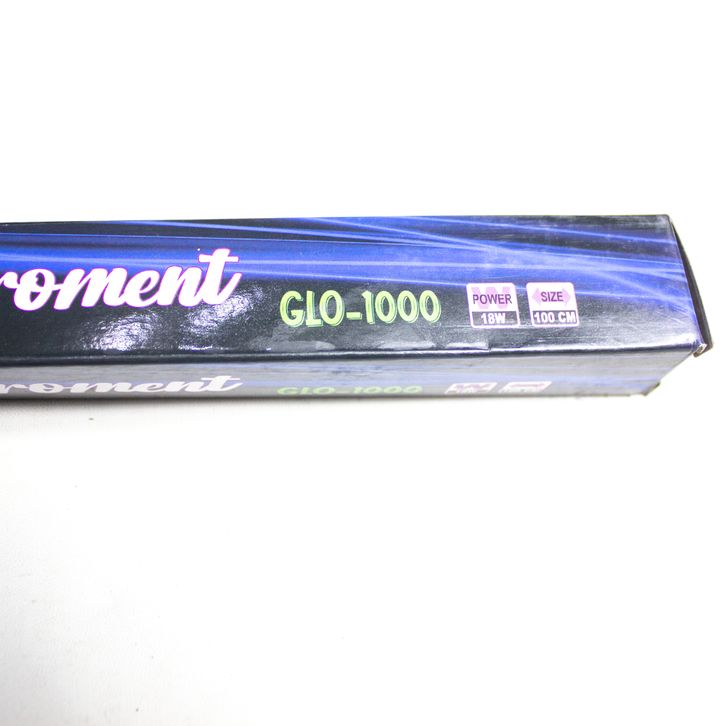 roment
GLO-1000
POWER
18W
SIZE
100 CM
roment
GLO-1000